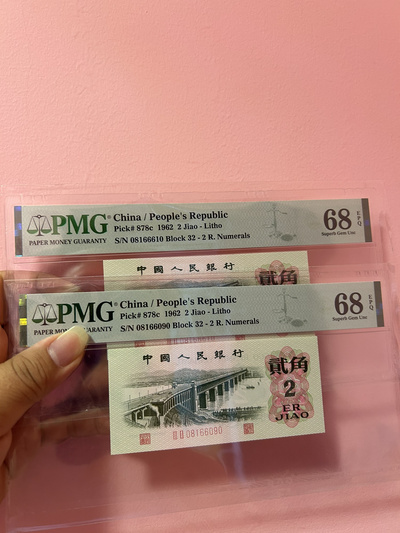 PMG
PAPER MONEY GUARANTY
China / People's Republic
Pick# 878c 1962 2 Jiao - Litho
S/N 08166610 Block 32 - 2 R. Numerals
68 EPQ
Superb Gem Unc
中國人民銀行
貳角
PMG
PAPER MONEY GUARANTY
China / People's Republic
Pick# 878c 1962 2 Jiao - Litho
S/N 08166090 Block 32 - 2 R. Numerals
68 EPQ
Superb Gem Unc
中國人民銀行
貳角
2
ER
JIAO
08166090